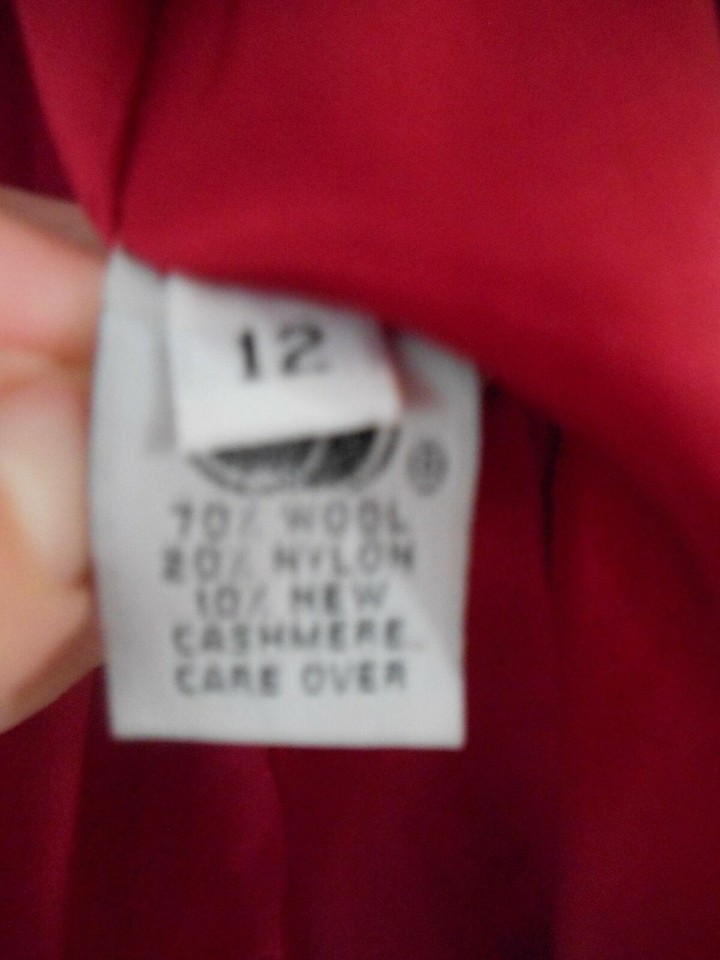 12
70% WOOL
20% NYLON
10% NEW
CASHMERE.
CARE OVER